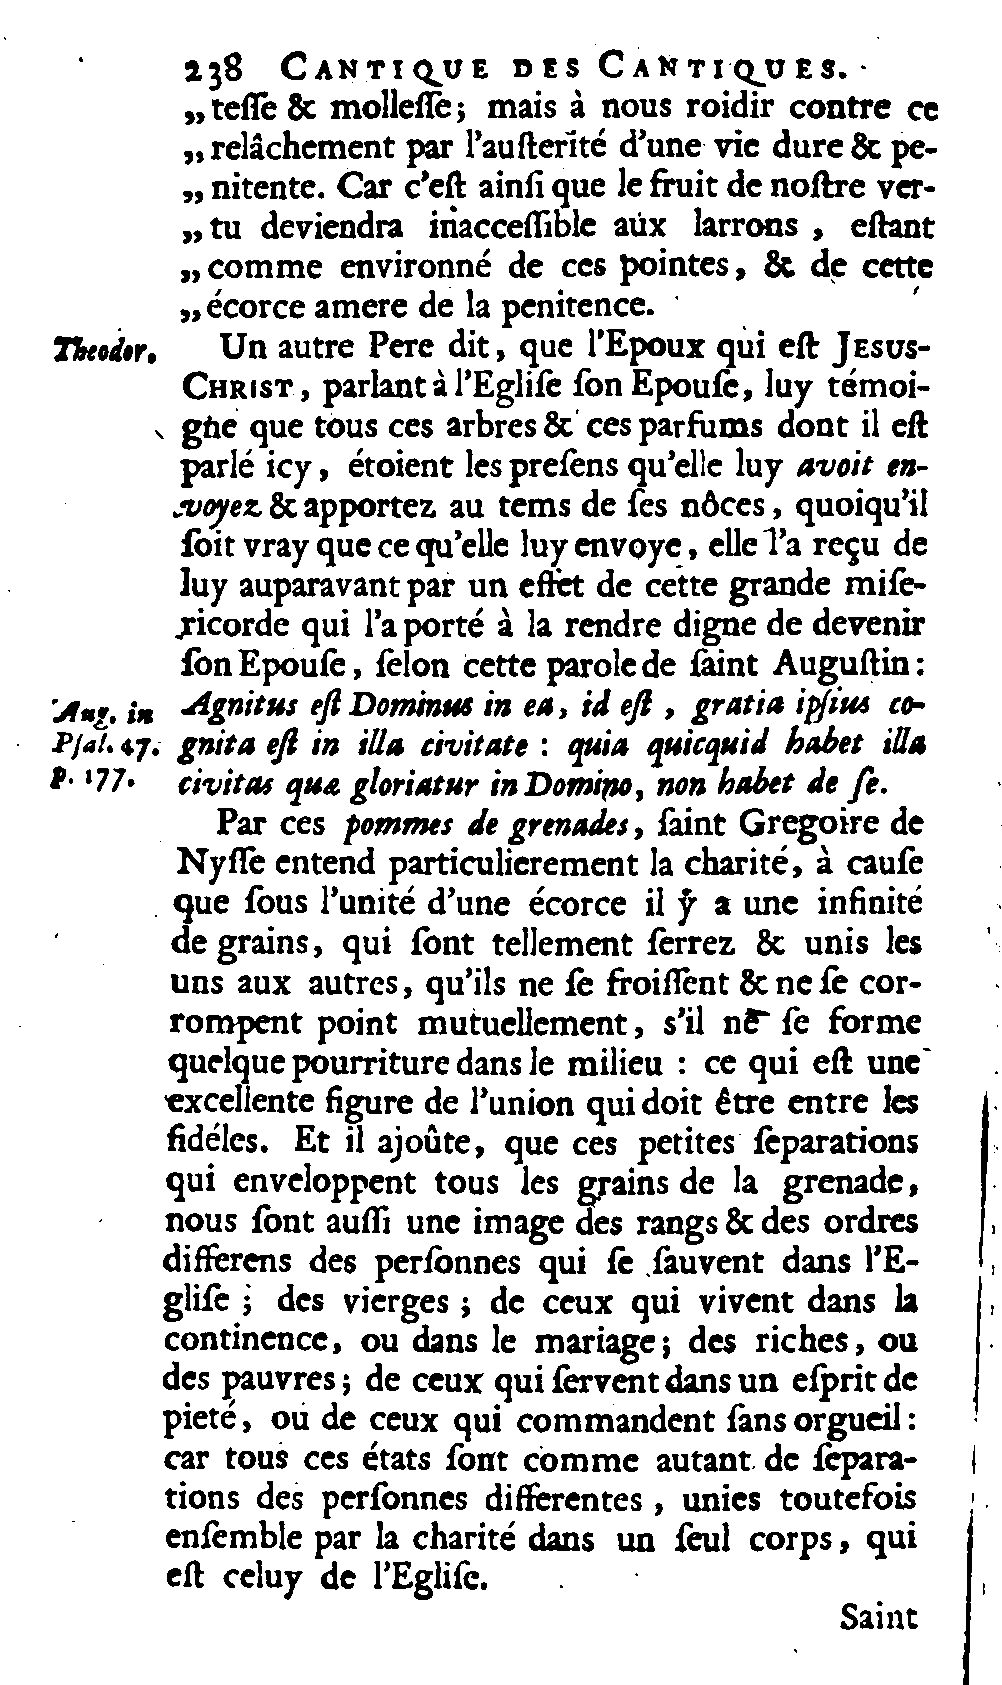 238 CANTIQUE DES CANTIQUES.
„teſſe & molleſſe; mais à nous roidir contre ce
„relâchement par l'auſterité d'une vie dure & pe-
„nitente. Car c'eſt ainſi que le fruit de noſtre ver-
„tu deviendra inacceſſible aux larrons, eſtant
„comme environné de ces pointes, & de cette
„écorce amere de la penitence.
Theodor.
Un autre Pere dit, que l'Epoux qui eſt JESUS-
CHRIST, parlant à l'Egliſe ſon Epouſe, luy témoi-
gne que tous ces arbres & ces parfums dont il eſt
parlé icy, étoient les preſens qu'elle luy avoit en-
voyez & apportez au tems de ſes nôces, quoiqu'il
ſoit vray que ce qu'elle luy envoye, elle l'a reçu de
luy auparavant par un effet de cette grande miſe-
ricorde qui l'a porté à la rendre digne de devenir
ſon Epouſe, ſelon cette parole de ſaint Auguſtin:
Aug. in
Pſal. 47.
p. 177.
Agnitus eſt Dominus in ea, id eſt, gratia ipſius co-
gnita eſt in illa civitate: quia quicquid habet illa
civitas quæ gloriatur in Domino, non habet de ſe.
Par ces pommes de grenades, ſaint Gregoire de
Nyſſe entend particulierement la charité, à cauſe
que ſous l'unité d'une écorce il y a une infinité
de grains, qui ſont tellement ſerrez & unis les
uns aux autres, qu'ils ne ſe froiſſent & ne ſe cor-
rompent point mutuellement, s'il ne ſe forme
quelque pourriture dans le milieu: ce qui eſt une
excellente figure de l'union qui doit être entre les
fidéles. Et il ajoûte, que ces petites ſeparations
qui enveloppent tous les grains de la grenade,
nous ſont auſſi une image des rangs & des ordres
differens des perſonnes qui ſe ſauvent dans l'E-
gliſe; des vierges; de ceux qui vivent dans la
continence, ou dans le mariage; des riches, ou
des pauvres; de ceux qui ſervent dans un eſprit de
pieté, ou de ceux qui commandent ſans orgueil:
car tous ces états ſont comme autant de ſepara-
tions des perſonnes differentes, unies toutefois
enſemble par la charité dans un ſeul corps, qui
eſt celuy de l'Egliſe.
Saint